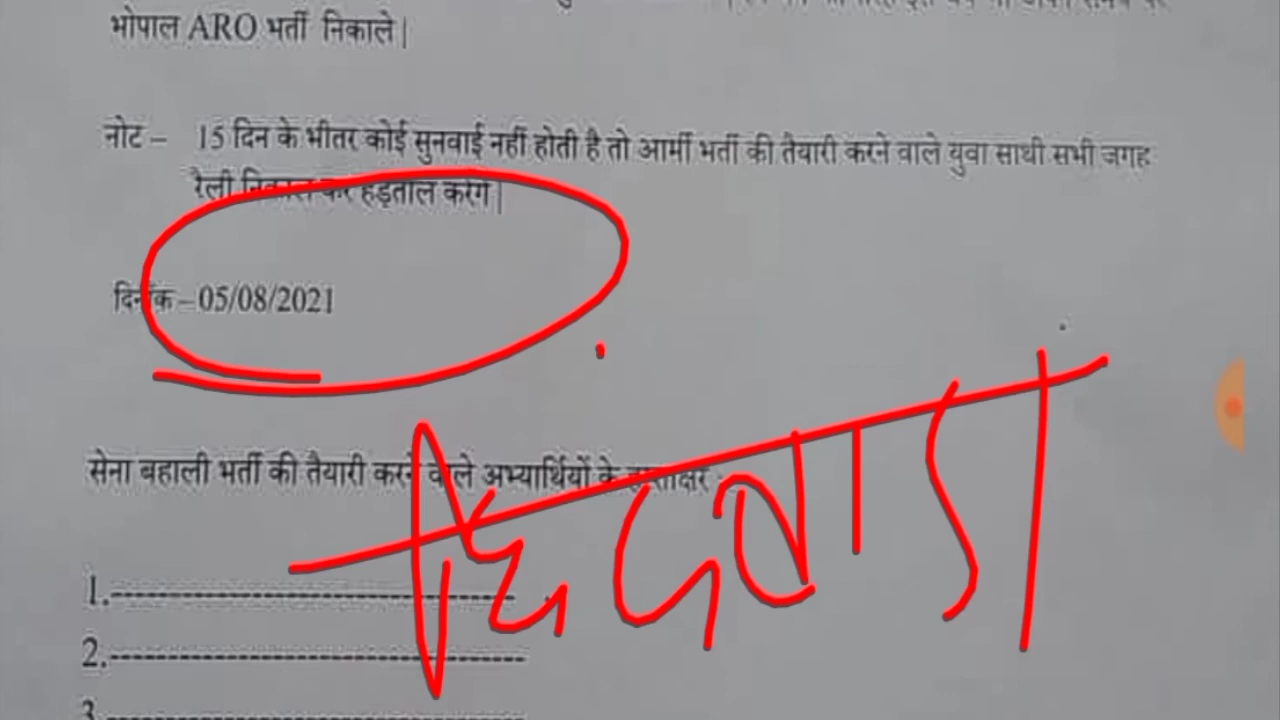 भोपाल ARO भर्ती निकाले |
नोट – 15 दिन के भीतर कोई सुनवाई नहीं होती है तो आर्मी भर्ती की तैयारी करने वाले युवा साथी सभी जगह
रैली निकाल कर हड़ताल करेगे |
दिनांक – 05/08/2021
सेना बहाली भर्ती की तैयारी करने वाले अभ्यार्थियों के हस्ताक्षर
1.
2.
3.